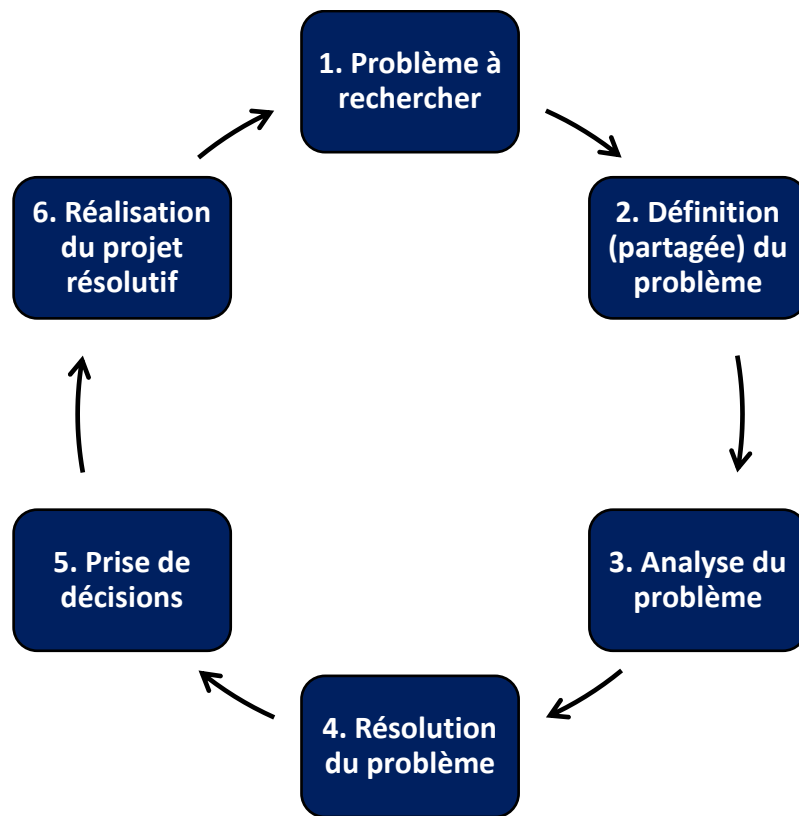 1. Problème à
rechercher
2. Définition
(partagée) du
problème
3. Analyse du
problème
4. Résolution
du problème
5. Prise de
décisions
6. Réalisation
du projet
résolutif